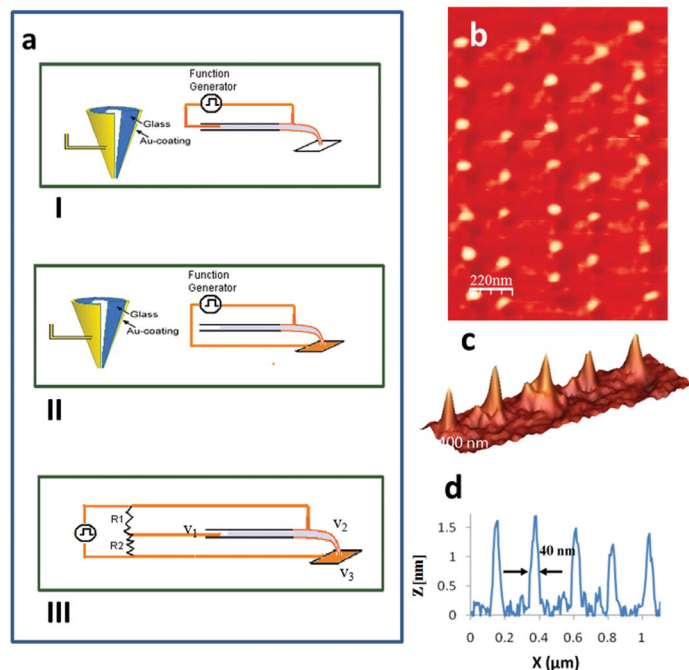 a
Function
Generator
Glass
Au-coating
I
Function
Generator
Glass
Au-coating
II
R1
R2
V1
V2
V3
III
b
220nm
c
400 nm
d
Z [nm]
1.5
1
0.5
0
40 nm
0 0.2 0.4 0.6 0.8 1
X (µm)